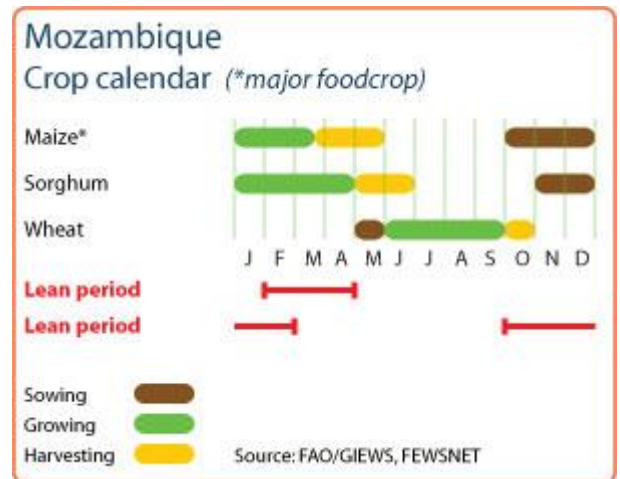 Mozambique
Crop calendar (*major foodcrop)
Maize*
Sorghum
Wheat
J F M A M J J A S O N D
Lean period
Lean period
Sowing
Growing
Harvesting
Source: FAO/GIEWS, FEWSNET